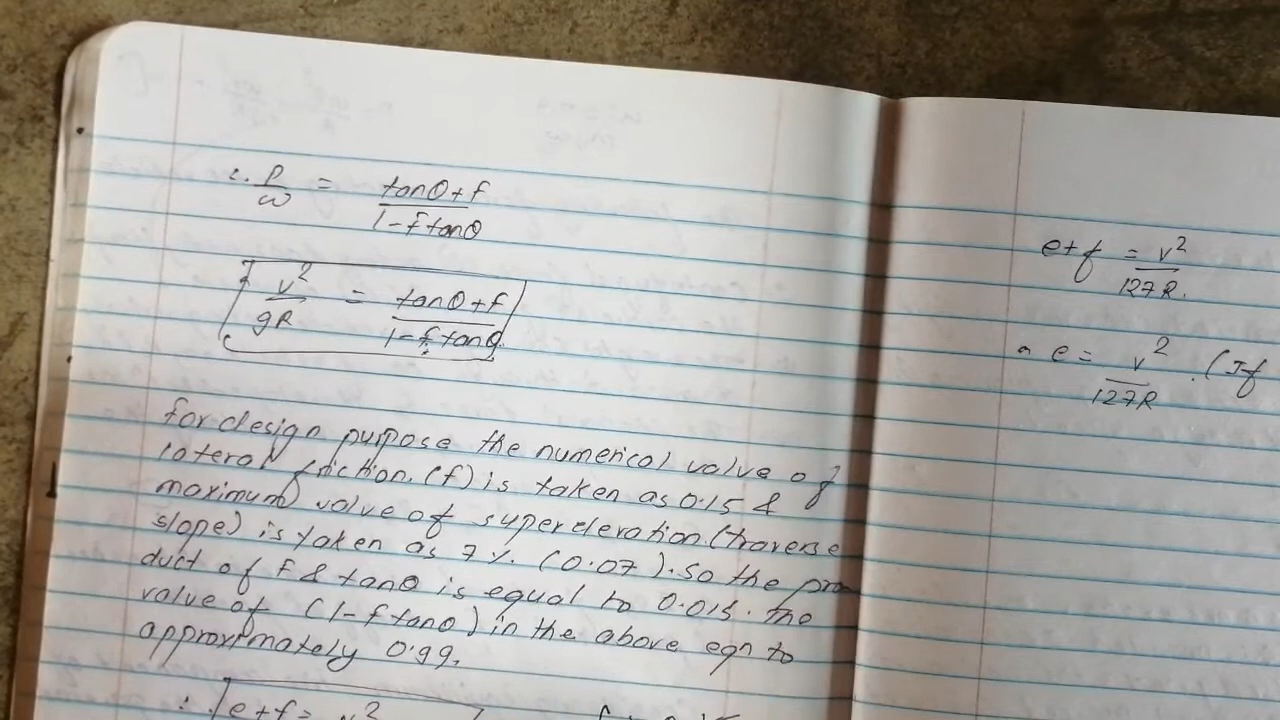 ∴ P/ω = tanθ+f / 1-f tanθ
v²/gR = tanθ+f / 1-f tanθ
for design purpose the numerical value of
lateral friction (f) is taken as 0.15 &
maximum value of superelevation (traverse
slope) is taken as 7%. (0.07). so the pro
duct of f & tanθ is equal to 0.015. the
value of (1-f tanθ) in the above eqn to
approximately 0.99.
∴ e+f = v²
e+f = v²/127R.
e = v²/127R. (If